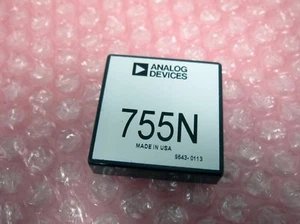 ANALOG
DEVICES
755N
MADE IN USA
9843-0113